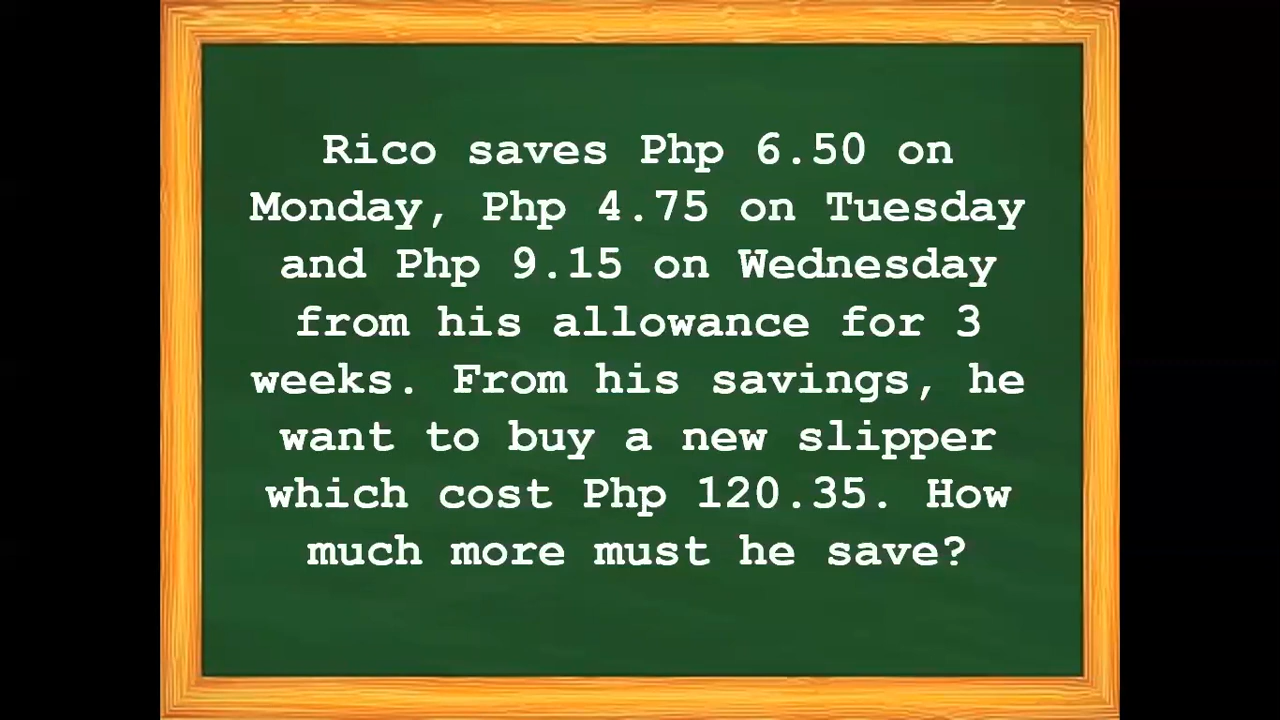 Rico saves Php 6.50 on
Monday, Php 4.75 on Tuesday
and Php 9.15 on Wednesday
from his allowance for 3
weeks. From his savings, he
want to buy a new slipper
which cost Php 120.35. How
much more must he save?